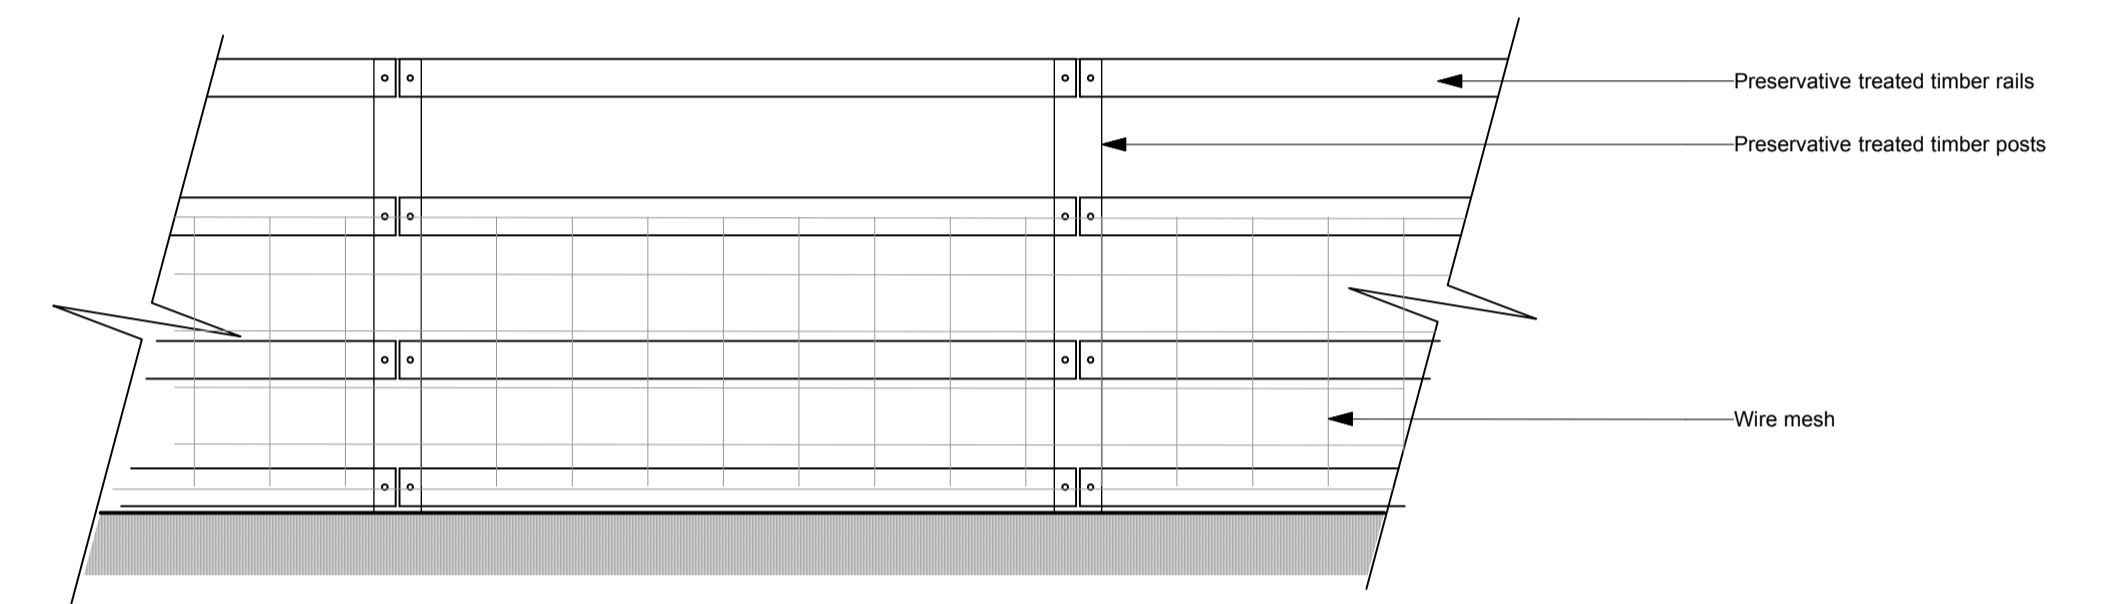 Preservative treated timber rails
Preservative treated timber posts
Wire mesh